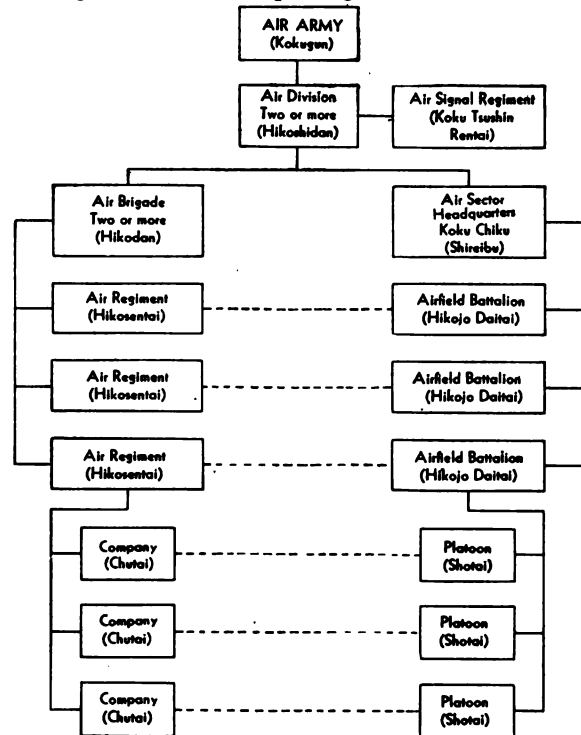 AIR ARMY
(Kokugun)
Air Division
Two or more
(Hikoshidan)
Air Signal Regiment
(Koku Tsushin
Rentai)
Air Brigade
Two or more
(Hikodan)
Air Sector
Headquarters
Koku Chiku
(Shireibu)
Air Regiment
(Hikosentai)
Airfield Battalion
(Hikojo Daitai)
Air Regiment
(Hikosentai)
Airfield Battalion
(Hikojo Daitai)
Air Regiment
(Hikosentai)
Airfield Battalion
(Hikojo Daitai)
Company
(Chutai)
Platoon
(Shotai)
Company
(Chutai)
Platoon
(Shotai)
Company
(Chutai)
Platoon
(Shotai)